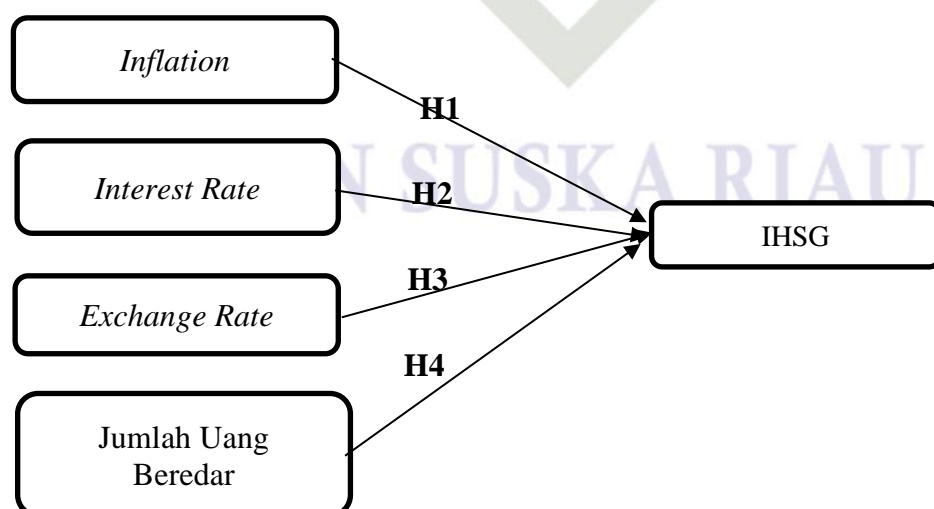 Inflation
H1
N SUSKA RIAU
Interest Rate
H2
IHSG
Exchange Rate
H3
H4
Jumlah Uang
Beredar